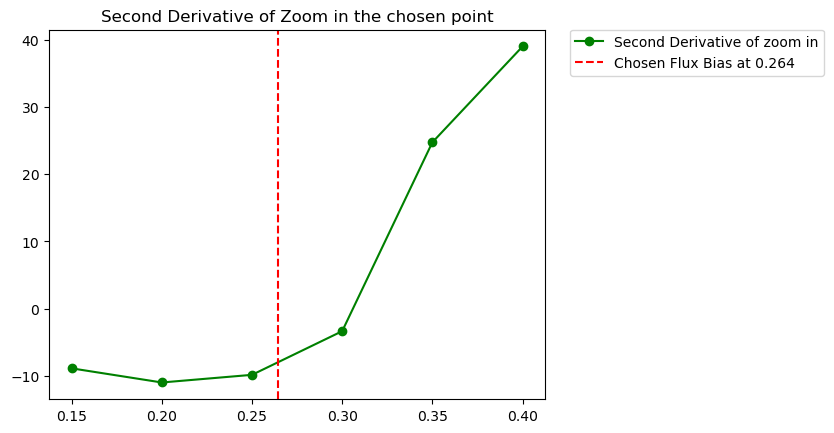 Second Derivative of Zoom in the chosen point
Second Derivative of zoom in
Chosen Flux Bias at 0.264
40
30
20
10
0
−10
0.15 0.20 0.25 0.30 0.35 0.40